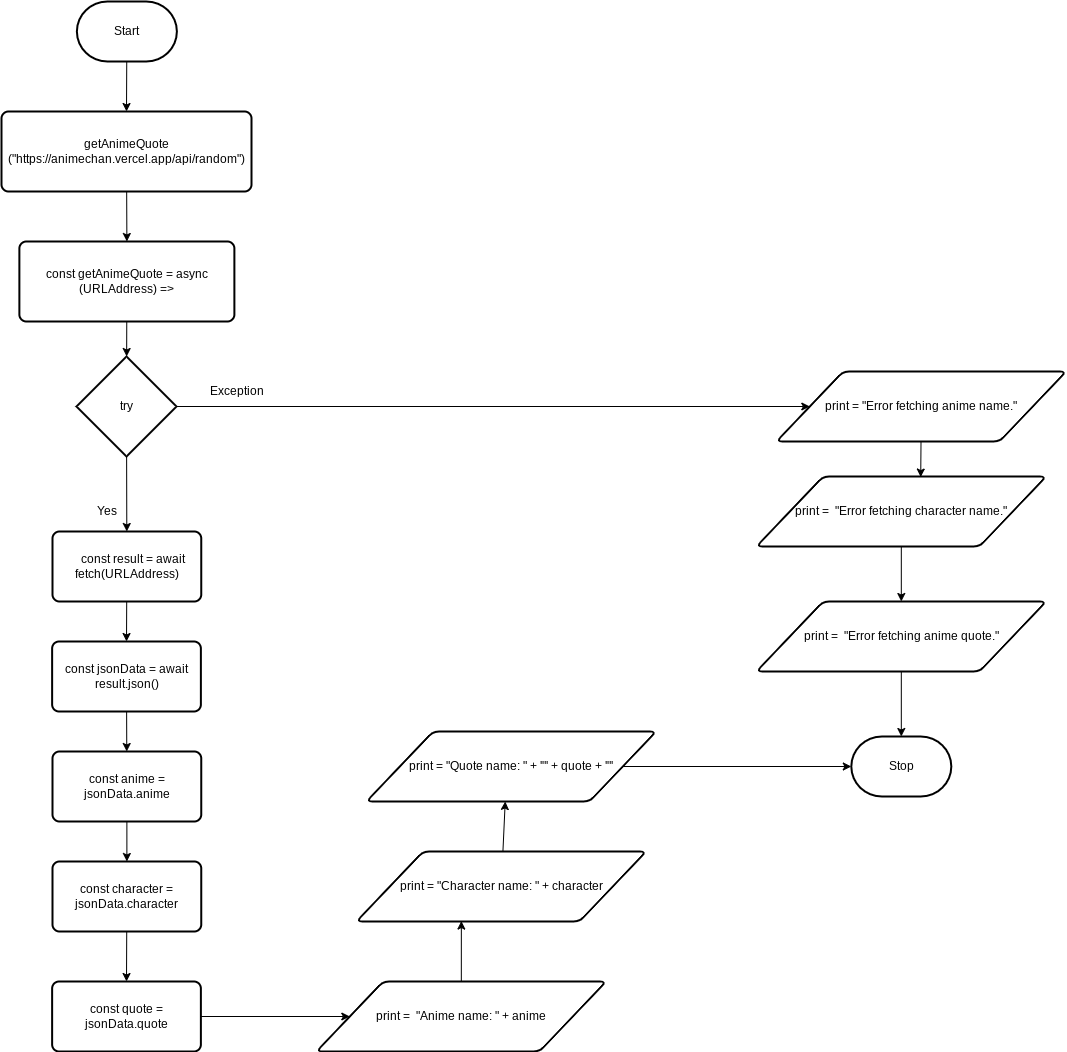 Start
getAnimeQuote
("https://animechan.vercel.app/api/random")
const getAnimeQuote = async
(URLAddress) =>
try
Exception
Yes
const result = await
fetch(URLAddress)
const jsonData = await
result.json()
const anime =
jsonData.anime
const character =
jsonData.character
const quote =
jsonData.quote
print =  "Anime name: " + anime
print = "Character name: " + character
print = "Quote name: " + "" + quote + ""
print = "Error fetching anime name."
print =  "Error fetching character name."
print =  "Error fetching anime quote."
Stop